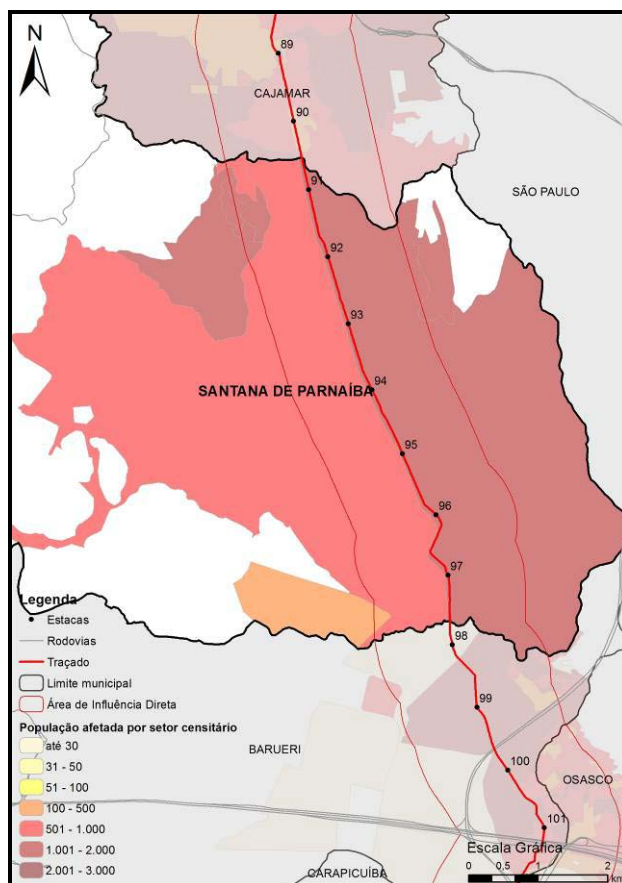 N
89
CAJAMAR
90
91
SÃO PAULO
92
93
SANTANA DE PARNAÍBA
94
95
96
97
98
99
BARUERI
100
OSASCO
101
CARAPICUÍBA
Legenda
Estacas
Rodovias
Traçado
Limite municipal
Área de Influência Direta
População afetada por setor censitário
até 30
31 - 50
51 - 100
100 - 500
501 - 1.000
1.001 - 2.000
2.001 - 3.000
Escala Gráfica
0 0,5 1 2
km